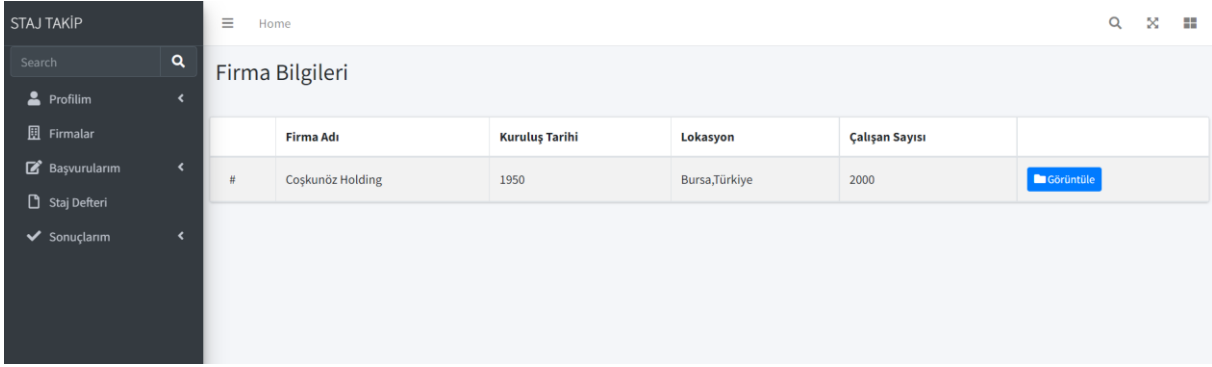 STAJ TAKİP
Home
Search
Profilim
Firmalar
Başvurularım
Staj Defteri
Sonuçlarım
Firma Bilgileri
Firma Adı Kuruluş Tarihi Lokasyon Çalışan Sayısı
# Coşkunöz Holding 1950 Bursa,Türkiye 2000 Görüntüle